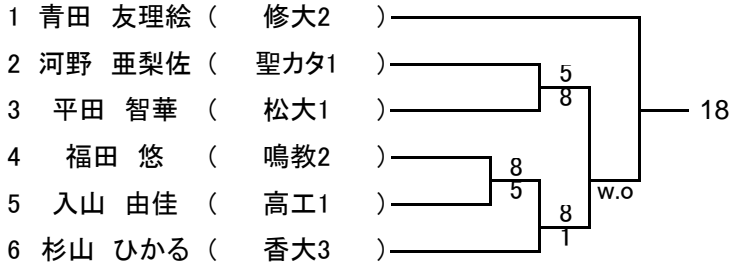 1 青田 友理絵 ( 修大2 )
2 河野 亜梨佐 ( 聖カタ1 )
5
3 平田 智華 ( 松大1 )
8
18
4 福田 悠 ( 鳴教2 )
8
5
w.o
5 入山 由佳 ( 高工1 )
8
1
6 杉山 ひかる ( 香大3 )